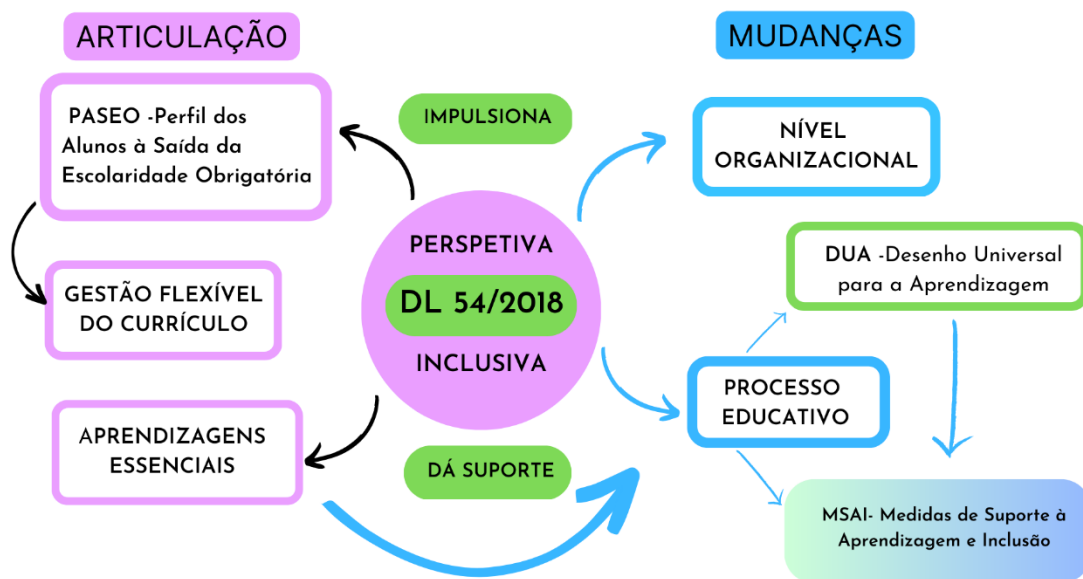 ARTICULAÇÃO
PASEO -Perfil dos
Alunos à Saída da
Escolaridade Obrigatória
GESTÃO FLEXÍVEL
DO CURRÍCULO
APRENDIZAGENS
ESSENCIAIS
IMPULSIONA
PERSPETIVA
DL 54/2018
INCLUSIVA
DÁ SUPORTE
MUDANÇAS
NÍVEL
ORGANIZACIONAL
DUA -Desenho Universal
para a Aprendizagem
PROCESSO
EDUCATIVO
MSAI- Medidas de Suporte à
Aprendizagem e Inclusão